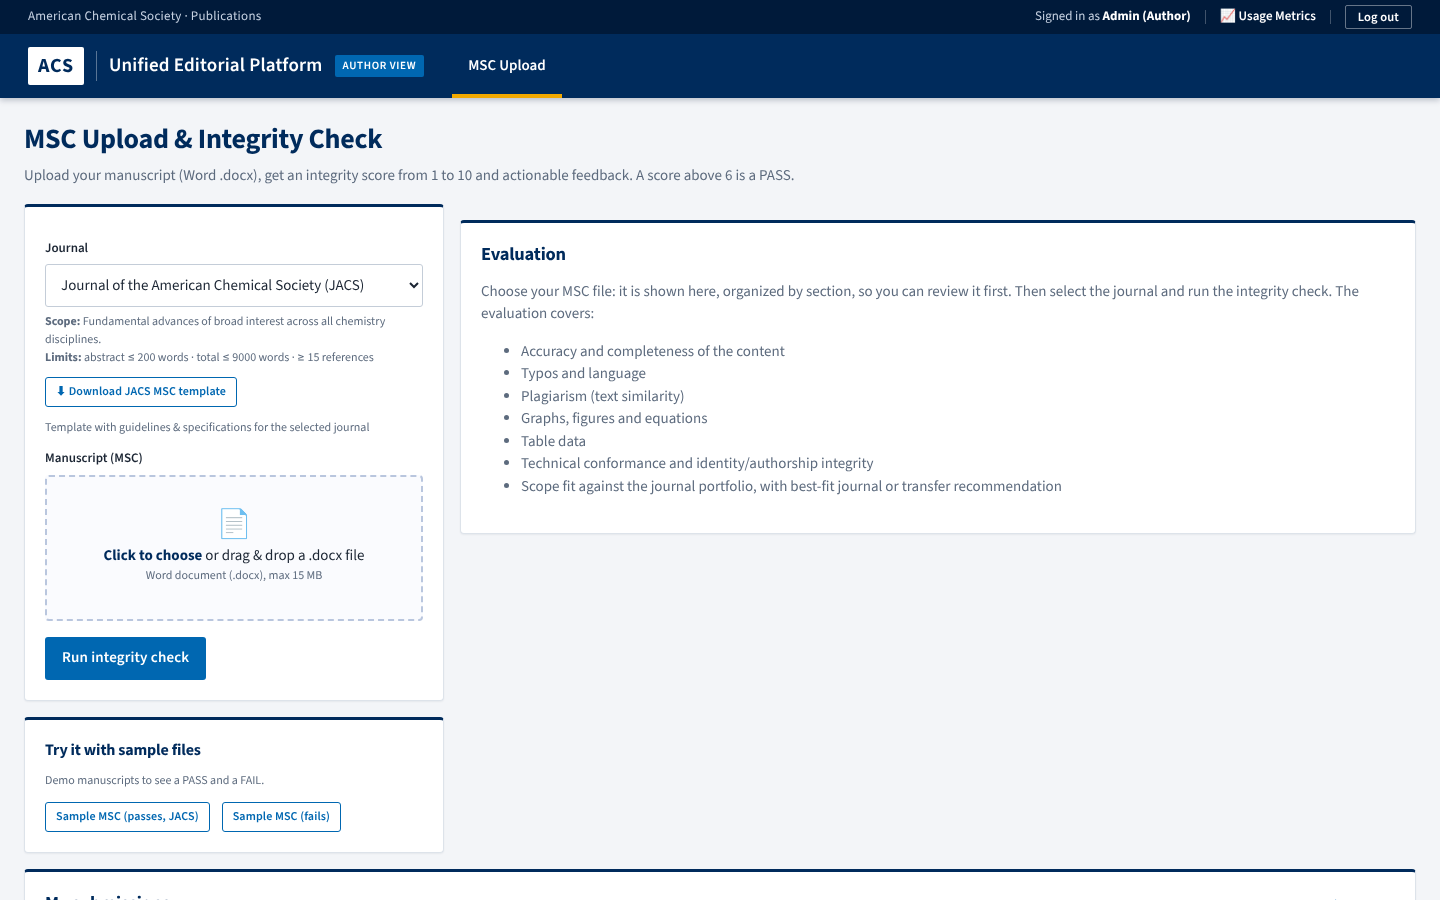 American Chemical Society · Publications
Signed in as Admin (Author)
Usage Metrics
Log out
ACS
Unified Editorial Platform
AUTHOR VIEW
MSC Upload
MSC Upload & Integrity Check
Upload your manuscript (Word .docx), get an integrity score from 1 to 10 and actionable feedback. A score above 6 is a PASS.
Journal
Journal of the American Chemical Society (JACS)
Scope: Fundamental advances of broad interest across all chemistry
disciplines.
Limits: abstract ≤ 200 words · total ≤ 9000 words · ≥ 15 references
⬇ Download JACS MSC template
Template with guidelines & specifications for the selected journal
Manuscript (MSC)
Click to choose or drag & drop a .docx file
Word document (.docx), max 15 MB
Run integrity check
Try it with sample files
Demo manuscripts to see a PASS and a FAIL.
Sample MSC (passes, JACS)
Sample MSC (fails)
Evaluation
Choose your MSC file: it is shown here, organized by section, so you can review it first. Then select the journal and run the integrity check. The
evaluation covers:
• Accuracy and completeness of the content
• Typos and language
• Plagiarism (text similarity)
• Graphs, figures and equations
• Table data
• Technical conformance and identity/authorship integrity
• Scope fit against the journal portfolio, with best-fit journal or transfer recommendation